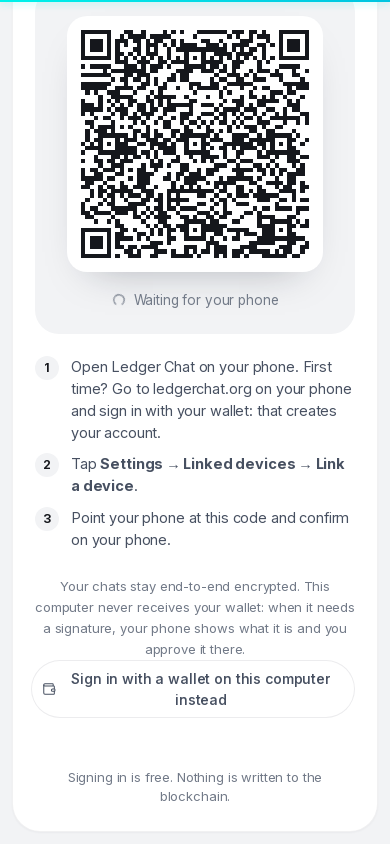 Waiting for your phone
1 Open Ledger Chat on your phone. First
time? Go to ledgerchat.org on your phone
and sign in with your wallet: that creates
your account.
2 Tap Settings → Linked devices → Link
a device.
3 Point your phone at this code and confirm
on your phone.
Your chats stay end-to-end encrypted. This
computer never receives your wallet: when it needs
a signature, your phone shows what it is and you
approve it there.
Sign in with a wallet on this computer
instead
Signing in is free. Nothing is written to the
blockchain.